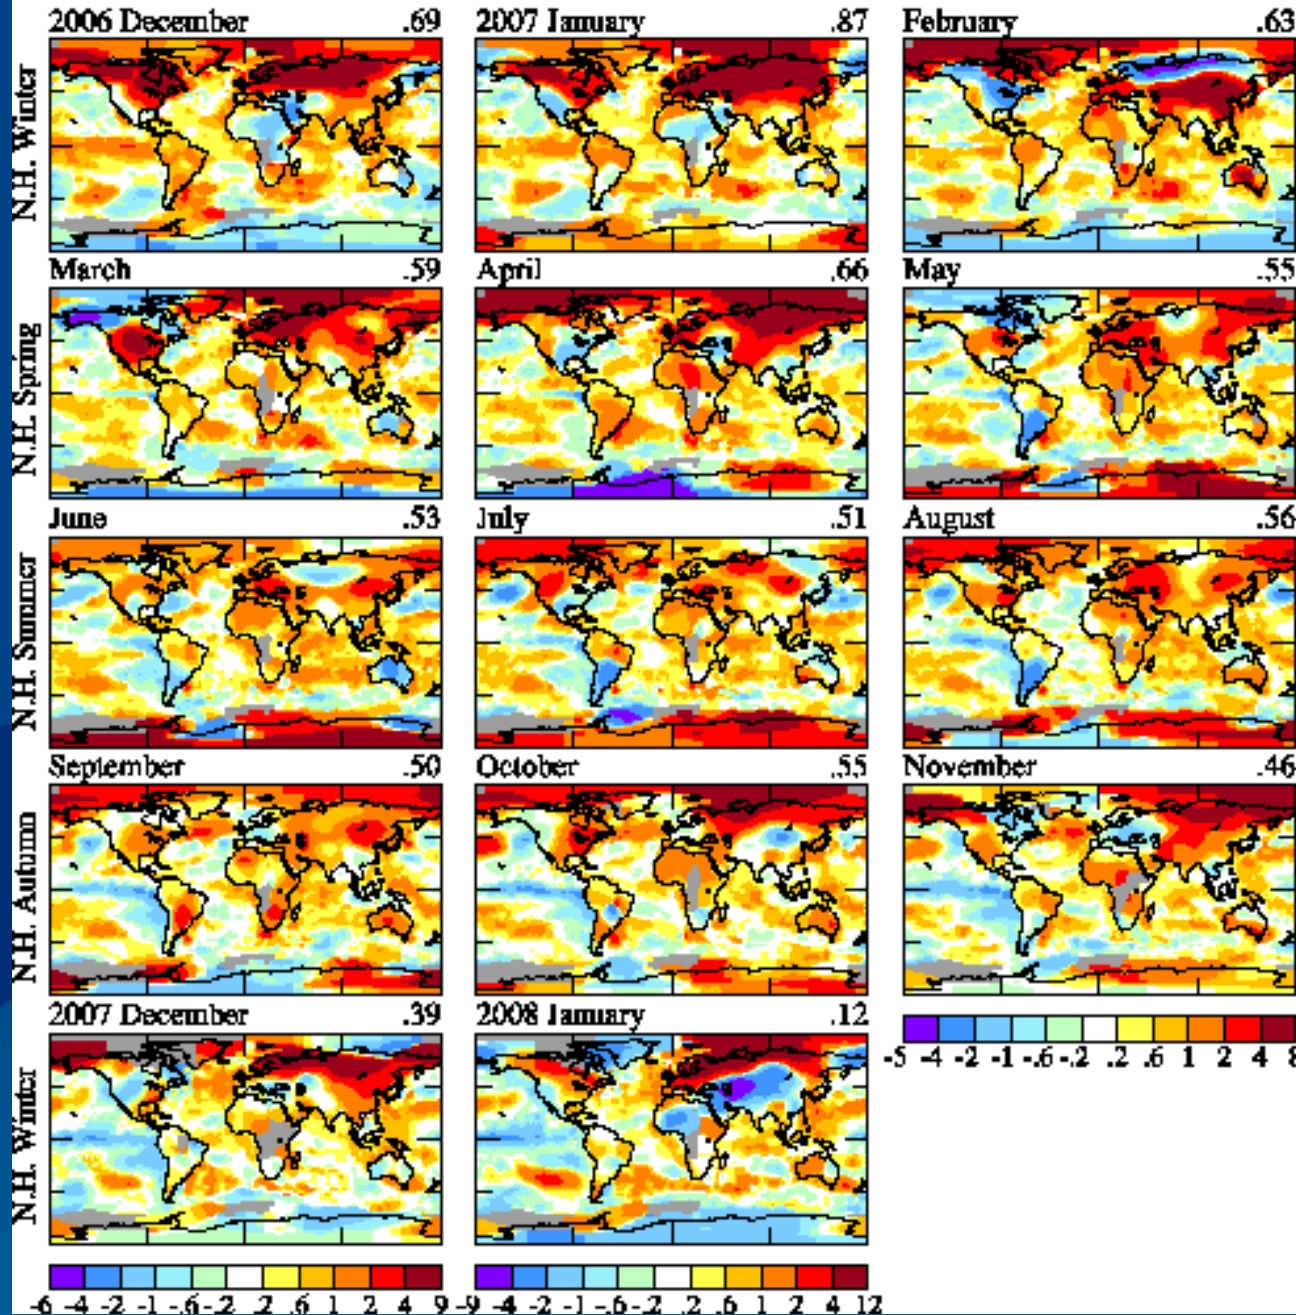 2006 December .69 2007 January .87 February .63
N.H. Winter
March .59 April .66 May .55
N.H. Spring
June .53 July .51 August .56
N.H. Summer
September .50 October .55 November .46
N.H. Autumn
2007 December .39 2008 January .12
N.H. Winter
-5 -4 -2 -1 -.6 -.2 .2 .6 1 2 4 8
-6 -4 -2 -1 -.6 -.2 .2 .6 1 2 4 9
-9 -4 -2 -1 -.6 -.2 .2 .6 1 2 4 12